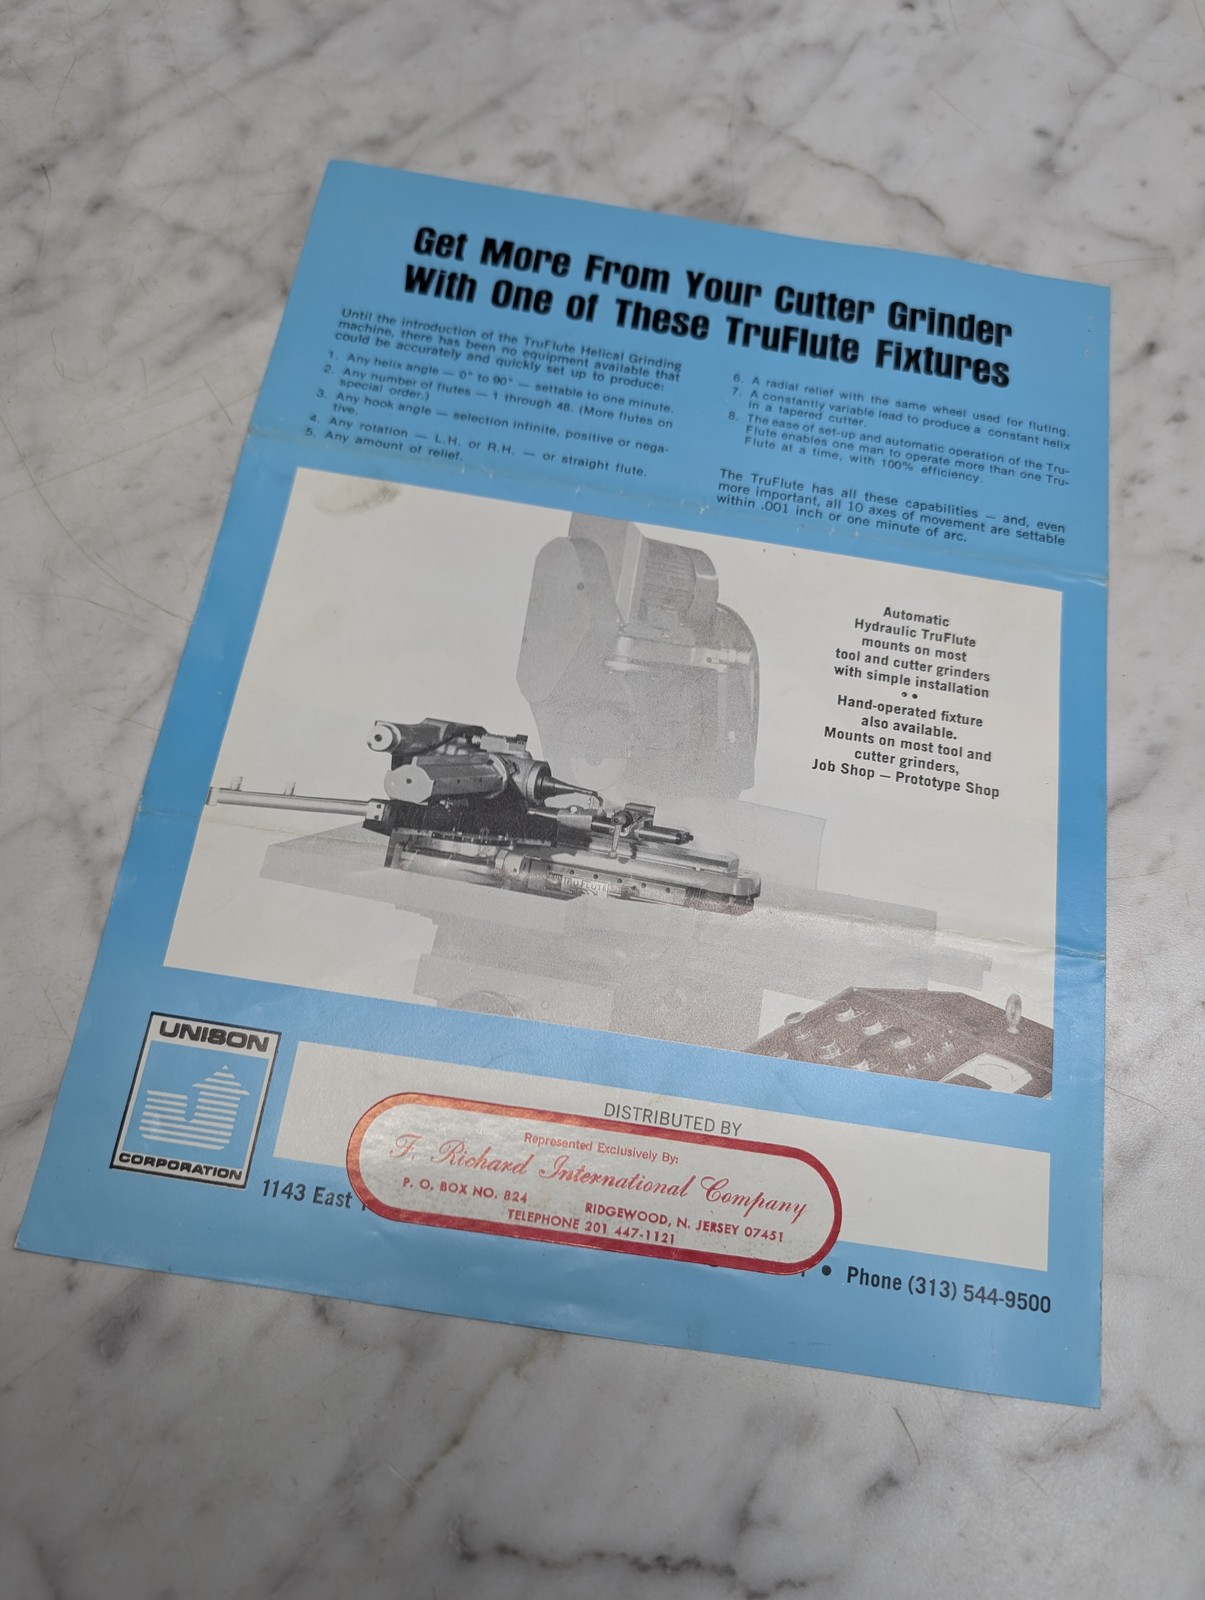 Get More From Your Cutter Grinder
With One of These TruFlute Fixtures
Until the introduction of the TruFlute Helical Grinding
machine, there has been no equipment available that
could be accurately and quickly set up to produce:
1. Any helix angle — 0° to 90° — settable to one minute.
2. Any number of flutes — 1 through 48. (More flutes on
special order.)
3. Any hook angle — selection infinite, positive or nega-
tive.
4. Any rotation — L.H. or R.H. — or straight flute.
5. Any amount of relief.
6. A radial relief with the same wheel used for fluting.
7. A constantly variable lead to produce a constant helix
in a tapered cutter.
8. The ease of set-up and automatic operation of the Tru-
Flute enables one man to operate more than one Tru-
Flute at a time, with 100% efficiency.
The TruFlute has all these capabilities — and, even
more important, all 10 axes of movement are settable
within .001 inch or one minute of arc.
Automatic
Hydraulic TruFlute
mounts on most
tool and cutter grinders
with simple installation
• •
Hand-operated fixture
also available.
Mounts on most tool and
cutter grinders,
Job Shop — Prototype Shop
TRUFLUTE
UNISON
CORPORATION
DISTRIBUTED BY
Represented Exclusively By:
F. Richard International Company
P. O. BOX NO. 824
RIDGEWOOD, N. JERSEY 07451
TELEPHONE 201 447-1121
1143 East • Phone (313) 544-9500